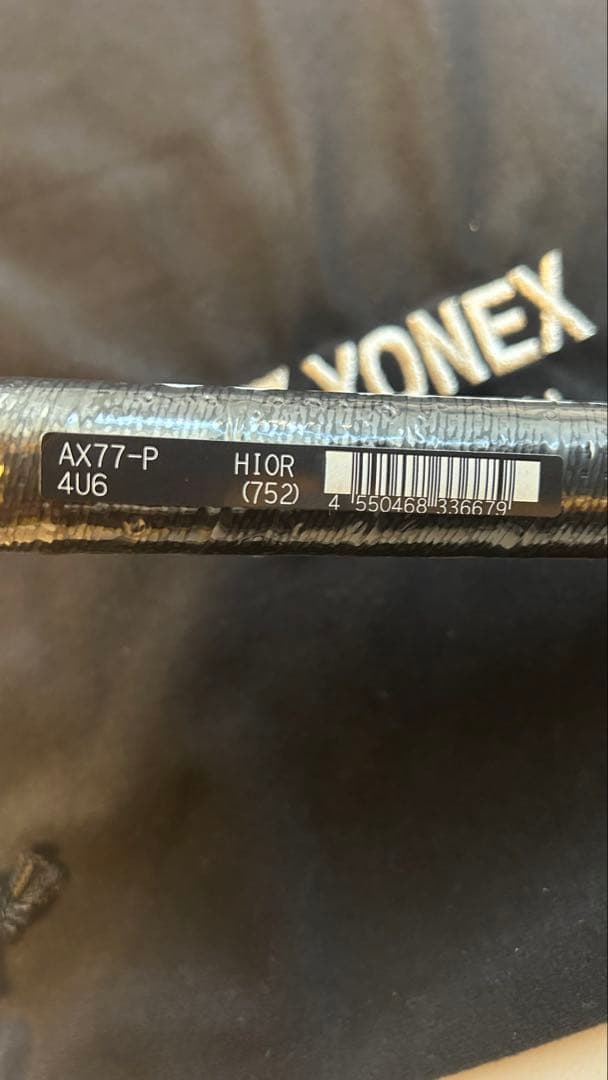 YONEX
AX77-P
4U6
HIOR
(752)
4 550468 336679